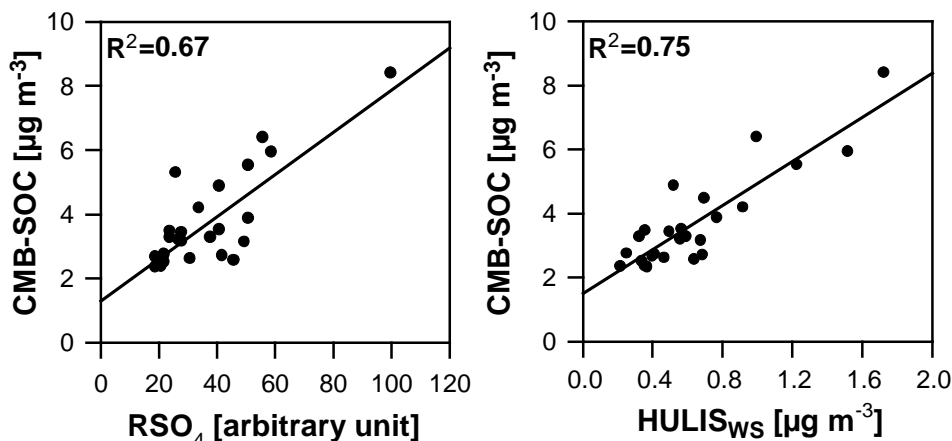 R²=0.67
CMB-SOC [µg m⁻³]
10
8
6
4
2
0
0 20 40 60 80 100 120
RSO₄ [arbitrary unit]
R²=0.75
CMB-SOC [µg m⁻³]
10
8
6
4
2
0
0.0 0.4 0.8 1.2 1.6 2.0
HULISWS [µg m⁻³]